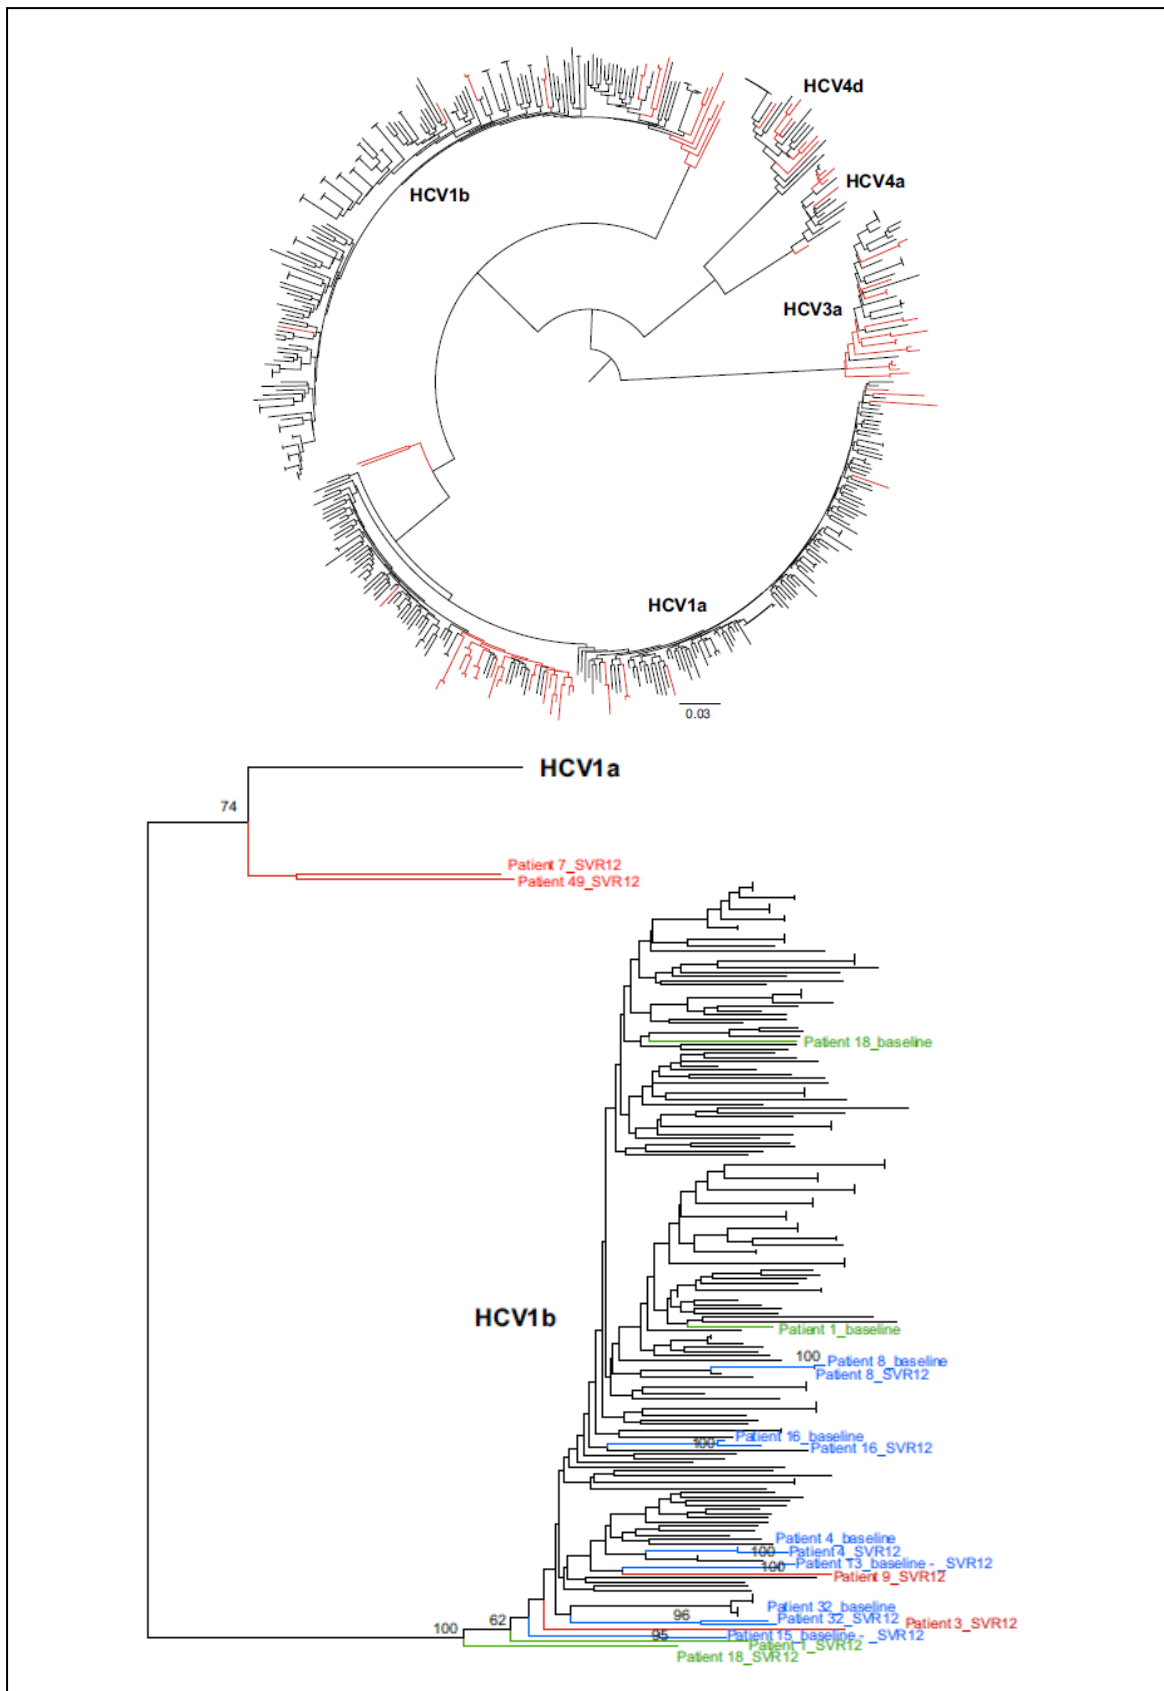 HCV4d
HCV4a
HCV1b
HCV3a
HCV1a
0.03
HCV1a
74
Patient 7_SVR12
Patient 49_SVR12
Patient 18_baseline
HCV1b
Patient 1_baseline
100
Patient 8_baseline
Patient 8_SVR12
Patient 16_baseline
100
Patient 16_SVR12
Patient 4_baseline
100
Patient 4_SVR12
Patient 13_baseline - _SVR12
100
Patient 9_SVR12
Patient 32_baseline
96
Patient 32_SVR12
Patient 3_SVR12
62
100
95
Patient 15_baseline - _SVR12
Patient 1_SVR12
Patient 18_SVR12